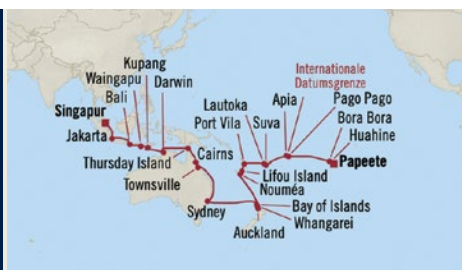 Kupang
Waingapu
Darwin
Bali
Singapur
Jakarta
Thursday Island
Cairns
Townsville
Sydney
Internationale
Datumsgrenze
Lautoka
Apia
Pago Pago
Port Vila
Suva
Bora Bora
Huahine
Papeete
Lifou Island
Nouméa
Bay of Islands
Whangarei
Auckland